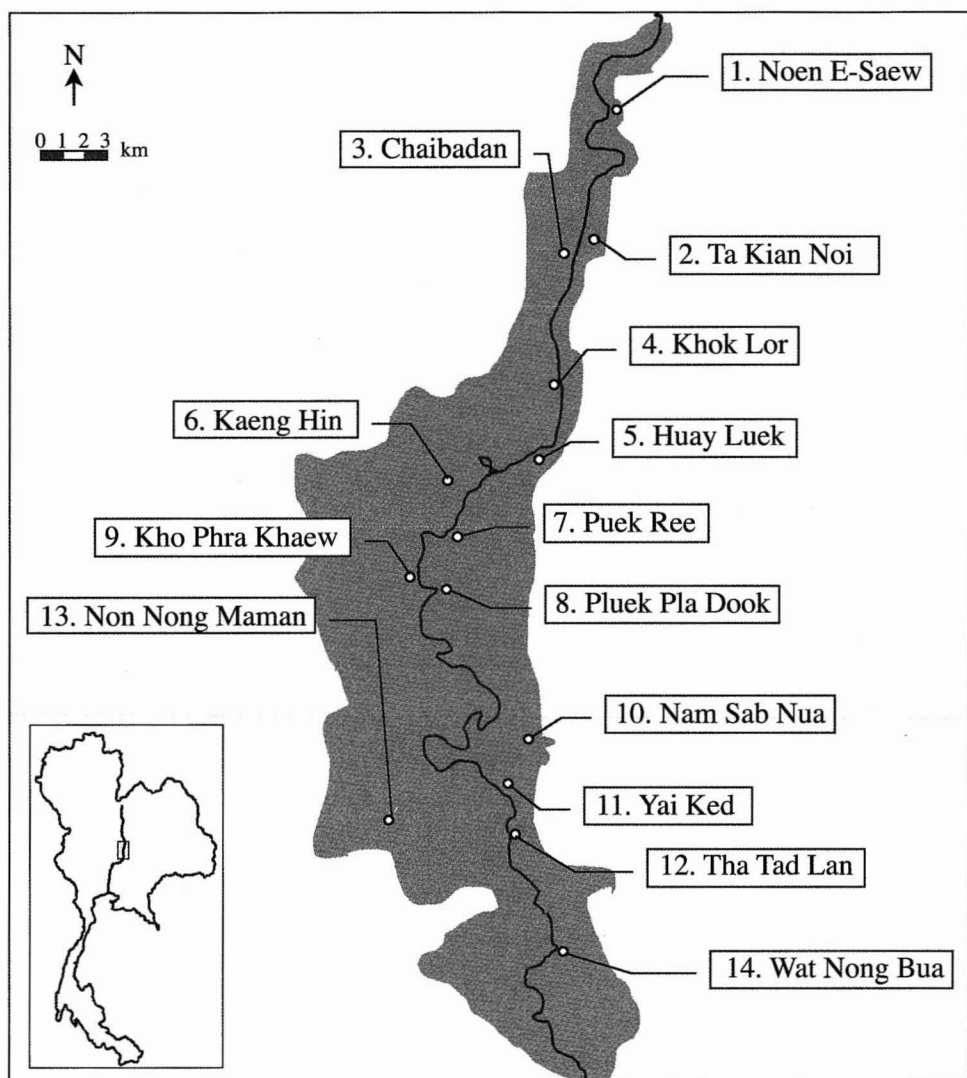 N
0 1 2 3 km
1. Noen E-Saew
3. Chaibadan
2. Ta Kian Noi
4. Khok Lor
6. Kaeng Hin
5. Huay Luek
7. Puek Ree
9. Kho Phra Khaew
8. Pluek Pla Dook
13. Non Nong Maman
10. Nam Sab Nua
11. Yai Ked
12. Tha Tad Lan
14. Wat Nong Bua